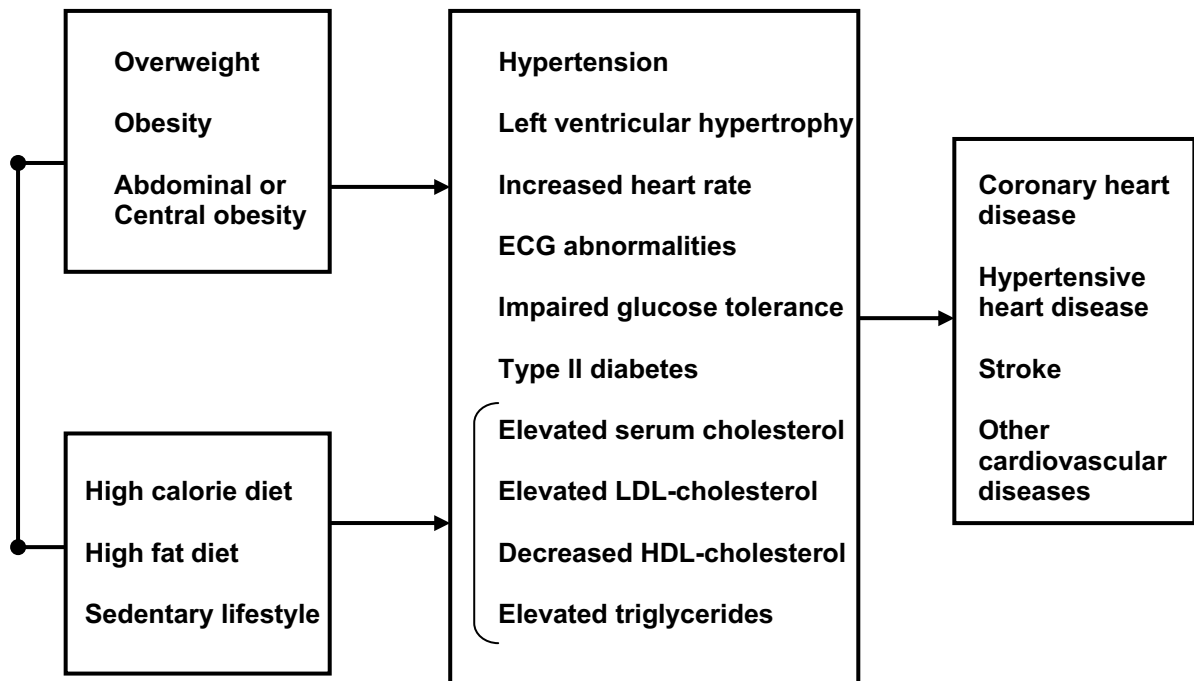 Overweight
Obesity
Abdominal or
Central obesity
High calorie diet
High fat diet
Sedentary lifestyle
Hypertension
Left ventricular hypertrophy
Increased heart rate
ECG abnormalities
Impaired glucose tolerance
Type II diabetes
Elevated serum cholesterol
Elevated LDL-cholesterol
Decreased HDL-cholesterol
Elevated triglycerides
Coronary heart
disease
Hypertensive
heart disease
Stroke
Other
cardiovascular
diseases